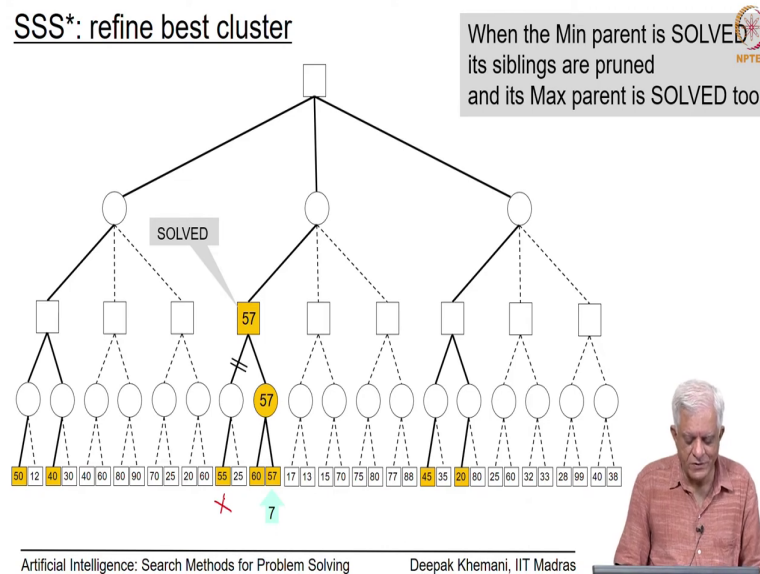 SSS*: refine best cluster
When the Min parent is SOLVED
its siblings are pruned
and its Max parent is SOLVED too
NPTE
SOLVED
57
57
50 12 40 30 40 60 80 90 70 25 20 60 55 25 60 57 17 13 15 70 75 80 77 88 45 35 20 80 25 60 32 33 28 99 40 38
7
Artificial Intelligence: Search Methods for Problem Solving Deepak Khemani, IIT Madras